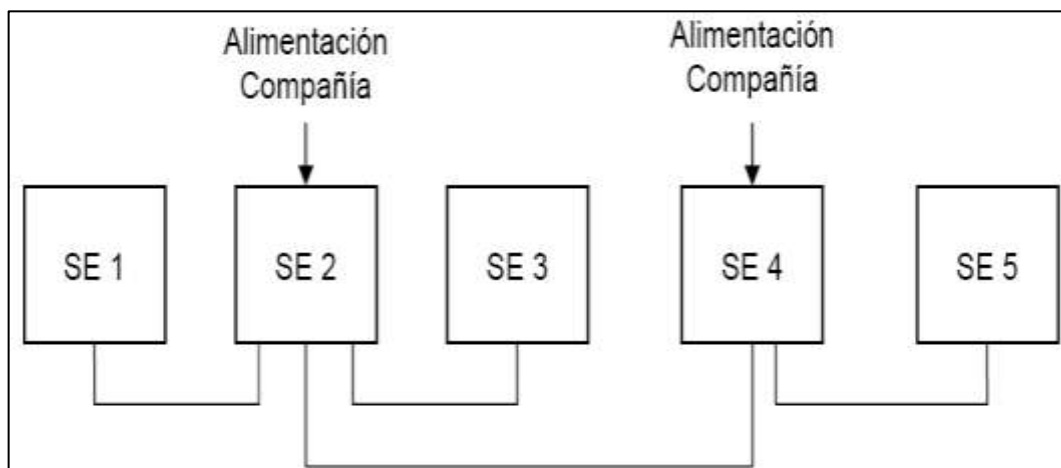 Alimentación
Compañía
Alimentación
Compañía
SE 1
SE 2
SE 3
SE 4
SE 5